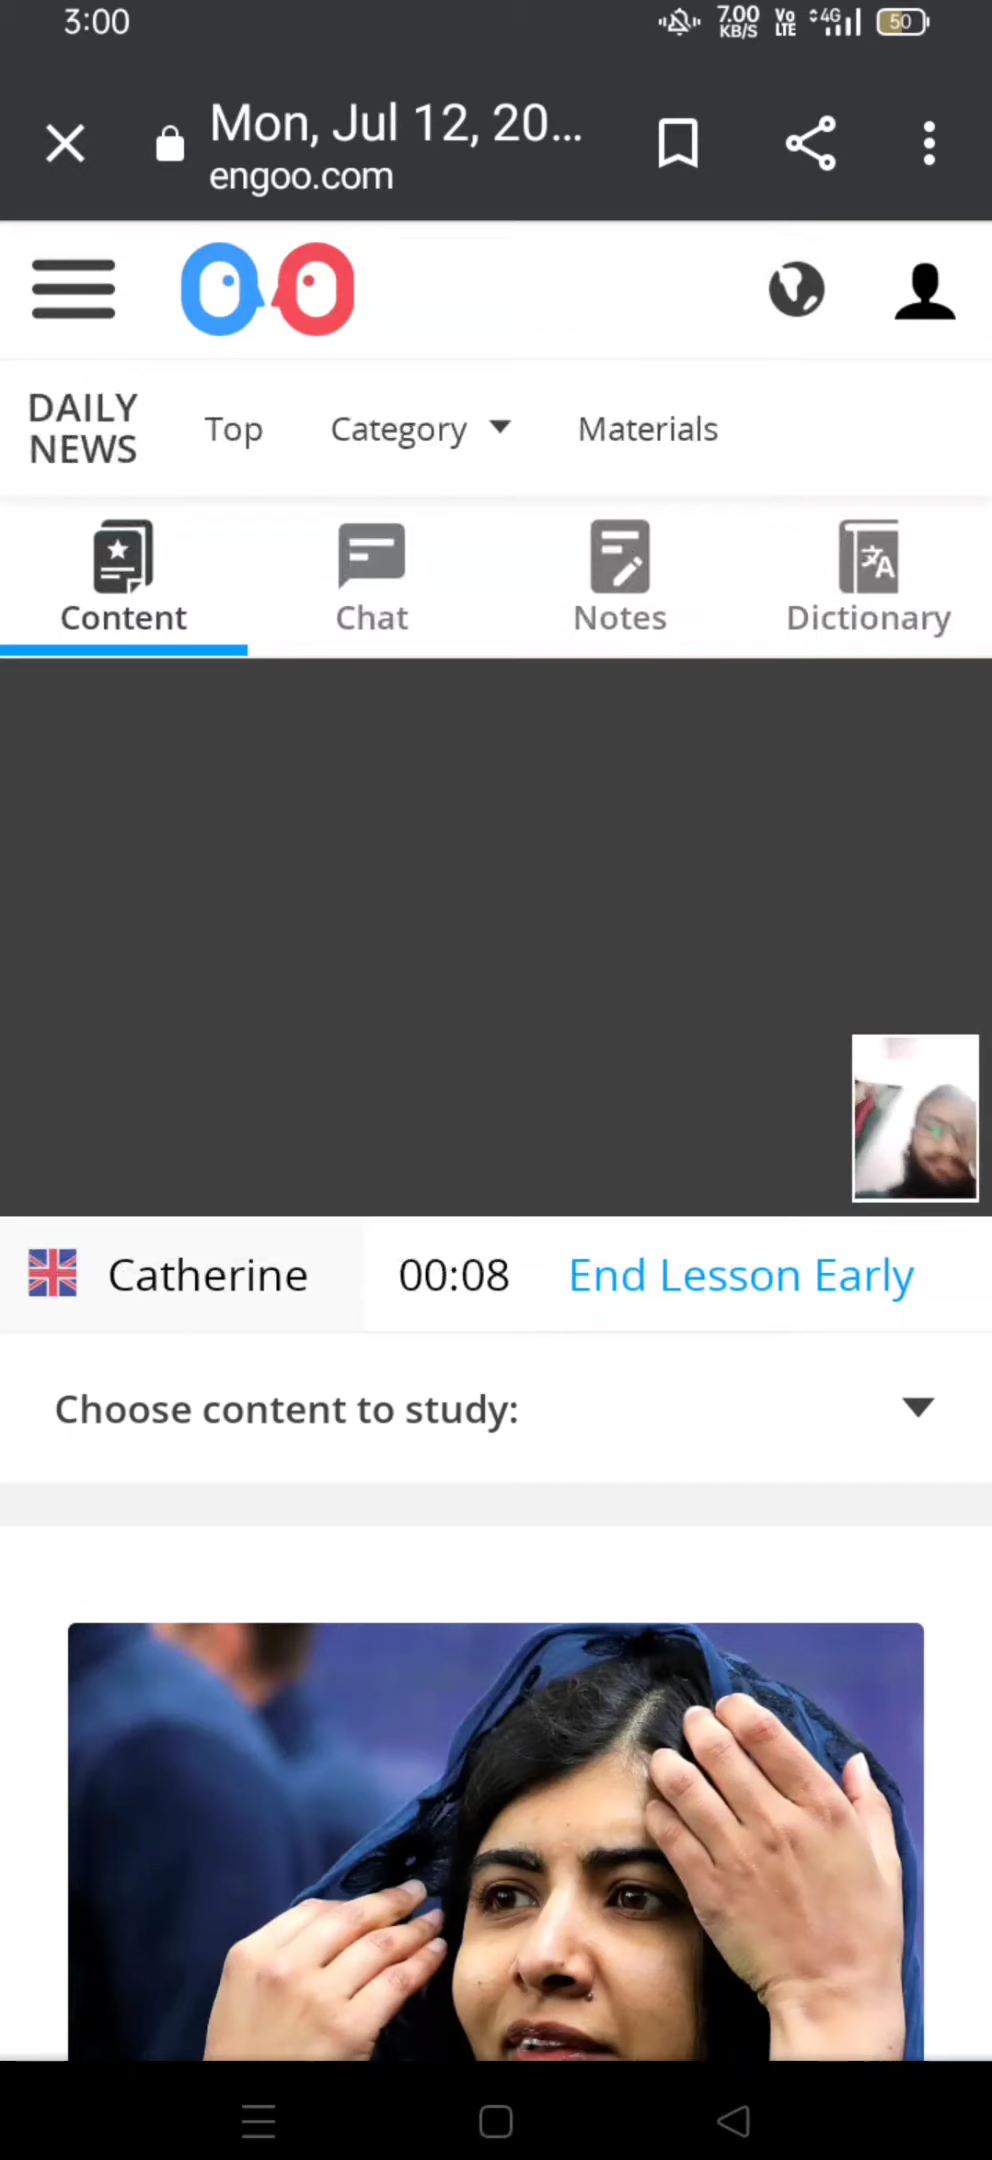 3:00
7.00
KB/S
Vo
LTE
4G
50
Mon, Jul 12, 20...
engoo.com
DAILY
NEWS
Top
Category
Materials
Content
Chat
Notes
Dictionary
Catherine
00:08
End Lesson Early
Choose content to study: